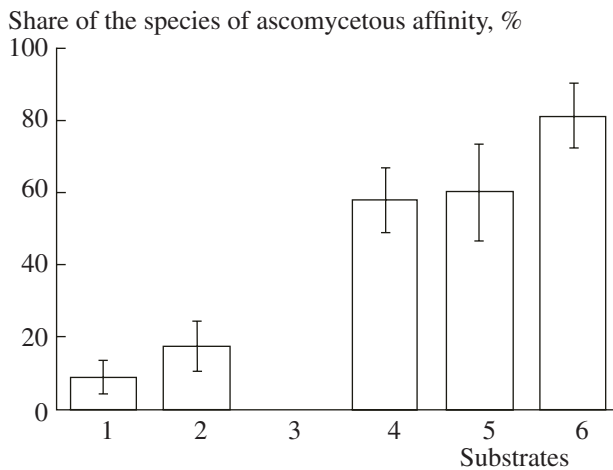 Share of the species of ascomycetous affinity, %
100
80
60
40
20
0
1 2 3 4 5 6
Substrates